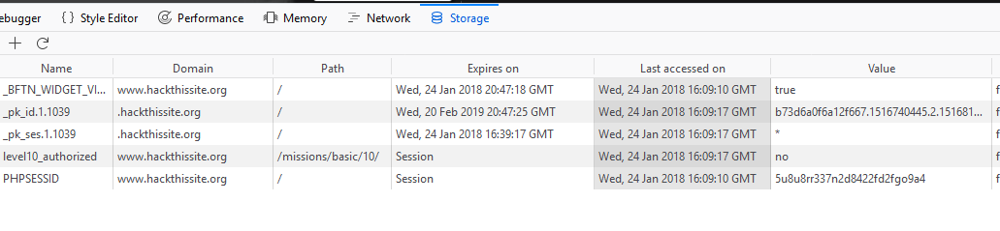 ebugger { } Style Editor Performance Memory Network Storage
Name Domain Path Expires on Last accessed on Value
_BFTN_WIDGET_VI... www.hackthissite.org / Wed, 24 Jan 2018 20:47:18 GMT Wed, 24 Jan 2018 16:09:10 GMT true f
_pk_id.1.1039 .hackthissite.org / Wed, 20 Feb 2019 20:47:25 GMT Wed, 24 Jan 2018 16:09:17 GMT b73d6a0f6a12f667.1516740445.2.151681... f
_pk_ses.1.1039 .hackthissite.org / Wed, 24 Jan 2018 16:39:17 GMT Wed, 24 Jan 2018 16:09:17 GMT * f
level10_authorized www.hackthissite.org /missions/basic/10/ Session Wed, 24 Jan 2018 16:09:17 GMT no f
PHPSESSID www.hackthissite.org / Session Wed, 24 Jan 2018 16:09:10 GMT 5u8u8rr337n2d8422fd2fgo9a4 f